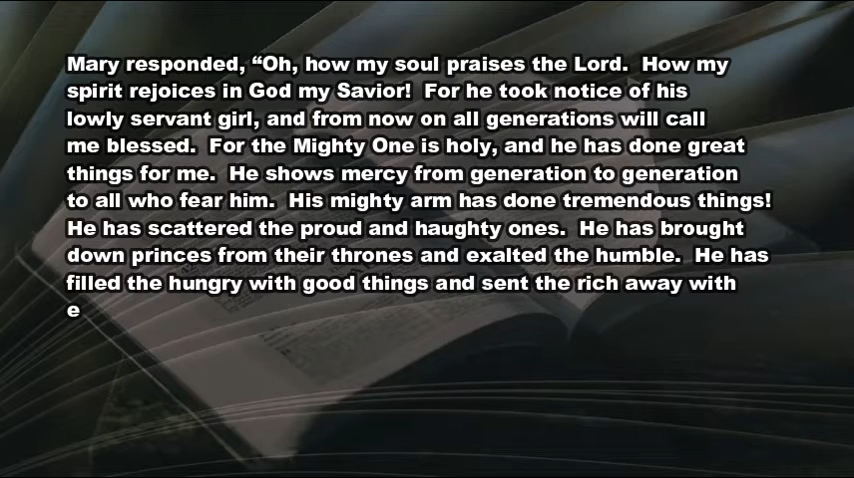 Mary responded, “Oh, how my soul praises the Lord.  How my
spirit rejoices in God my Savior!  For he took notice of his
lowly servant girl, and from now on all generations will call
me blessed.  For the Mighty One is holy, and he has done great
things for me.  He shows mercy from generation to generation
to all who fear him.  His mighty arm has done tremendous things!
He has scattered the proud and haughty ones.  He has brought
down princes from their thrones and exalted the humble.  He has
filled the hungry with good things and sent the rich away with
e